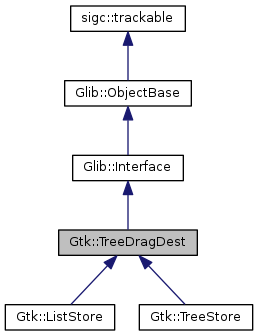 sigc::trackable
Glib::ObjectBase
Glib::Interface
Gtk::TreeDragDest
Gtk::ListStore
Gtk::TreeStore